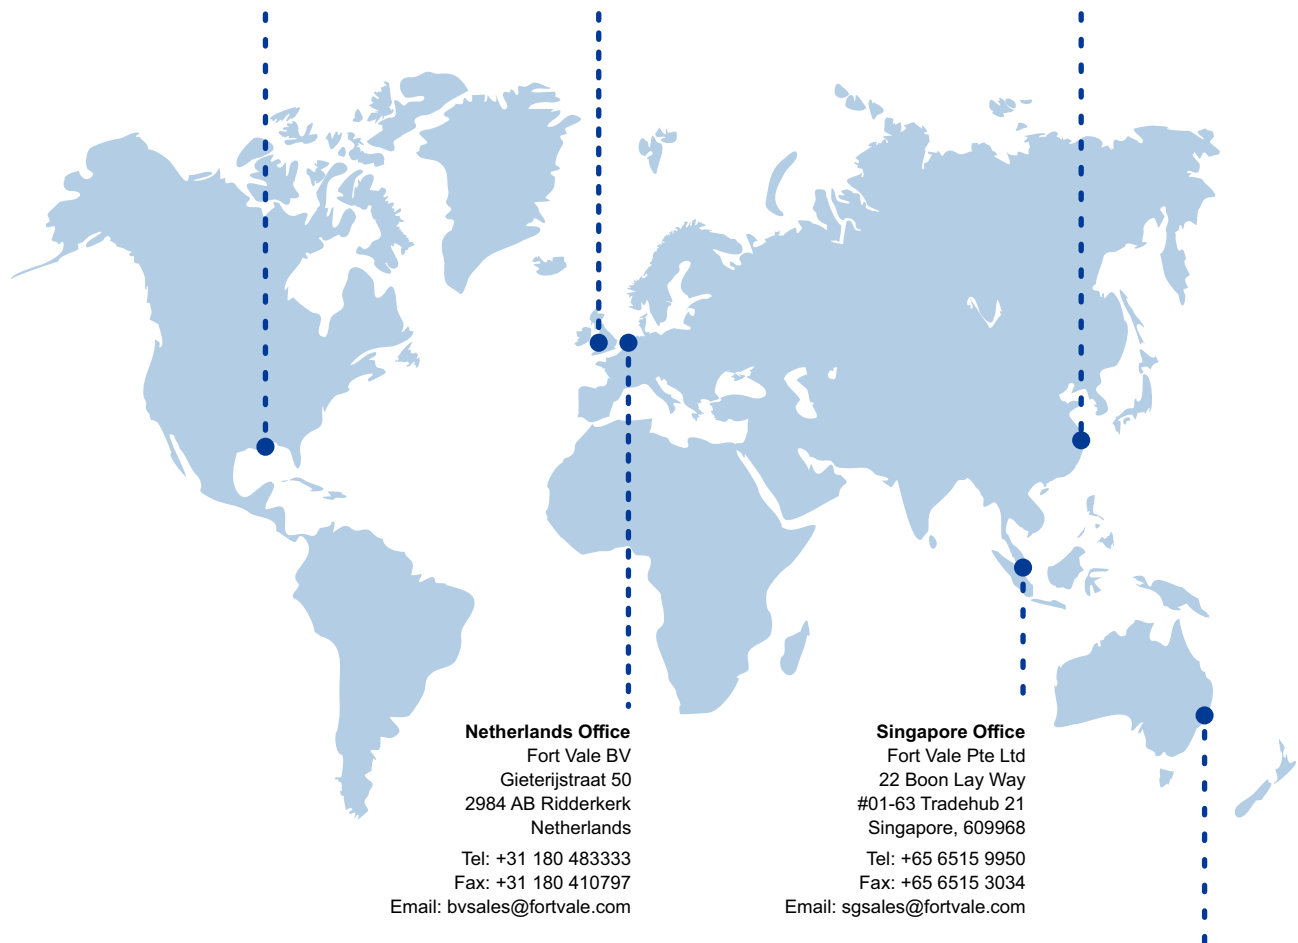 Netherlands Office
Fort Vale BV
Gieterijstraat 50
2984 AB Ridderkerk
Netherlands
Tel: +31 180 483333
Fax: +31 180 410797
Email: bvsales@fortvale.com
Singapore Office
Fort Vale Pte Ltd
22 Boon Lay Way
#01-63 Tradehub 21
Singapore, 609968
Tel: +65 6515 9950
Fax: +65 6515 3034
Email: sgsales@fortvale.com